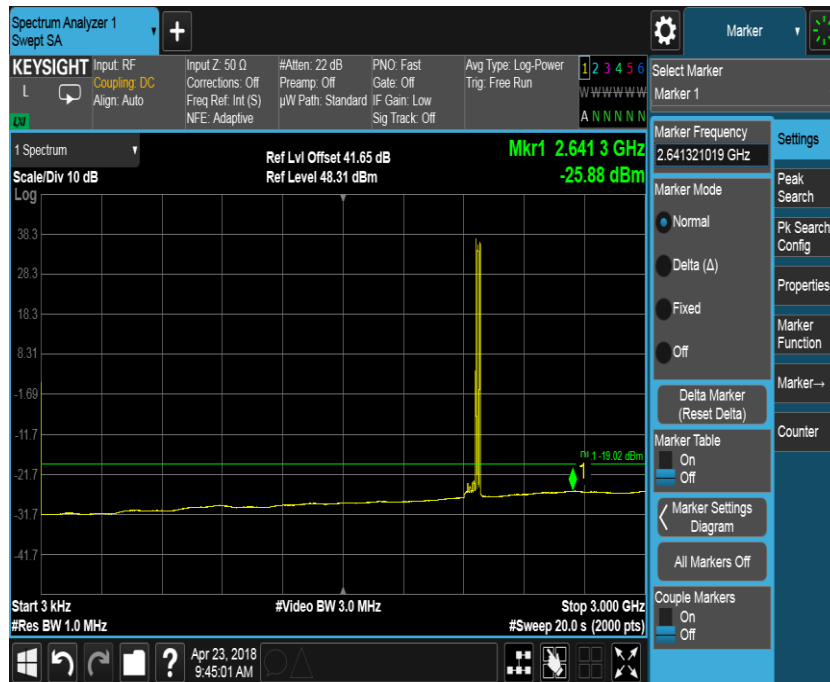 Spectrum Analyzer 1
Swept SA
+
Marker
KEYSIGHT
L
LXI
Input: RF
Coupling: DC
Align: Auto
Input Z: 50 Ω
Corrections: Off
Freq Ref: Int (S)
NFE: Adaptive
#Atten: 22 dB
Preamp: Off
µW Path: Standard
PNO: Fast
Gate: Off
IF Gain: Low
Sig Track: Off
Avg Type: Log-Power
Trig: Free Run
1 2 3 4 5 6
W W W W W W
A N N N N N
Select Marker
Marker 1
1 Spectrum
Scale/Div 10 dB
Log
Ref Lvl Offset 41.65 dB
Ref Level 48.31 dBm
Mkr1 2.641 3 GHz
-25.88 dBm
38.3
28.3
18.3
8.31
-1.69
-11.7
-21.7
-31.7
-41.7
DL1 -19.02 dBm
1
Start 3 kHz
#Res BW 1.0 MHz
#Video BW 3.0 MHz
Stop 3.000 GHz
#Sweep 20.0 s (2000 pts)
Marker Frequency
2.641321019 GHz
Marker Mode
Normal
Delta (Δ)
Fixed
Off
Delta Marker
(Reset Delta)
Marker Table
On
Off
Marker Settings
Diagram
All Markers Off
Couple Markers
On
Off
Settings
Peak
Search
Pk Search
Config
Properties
Marker
Function
Marker→
Counter
?
Apr 23, 2018
9:45:01 AM